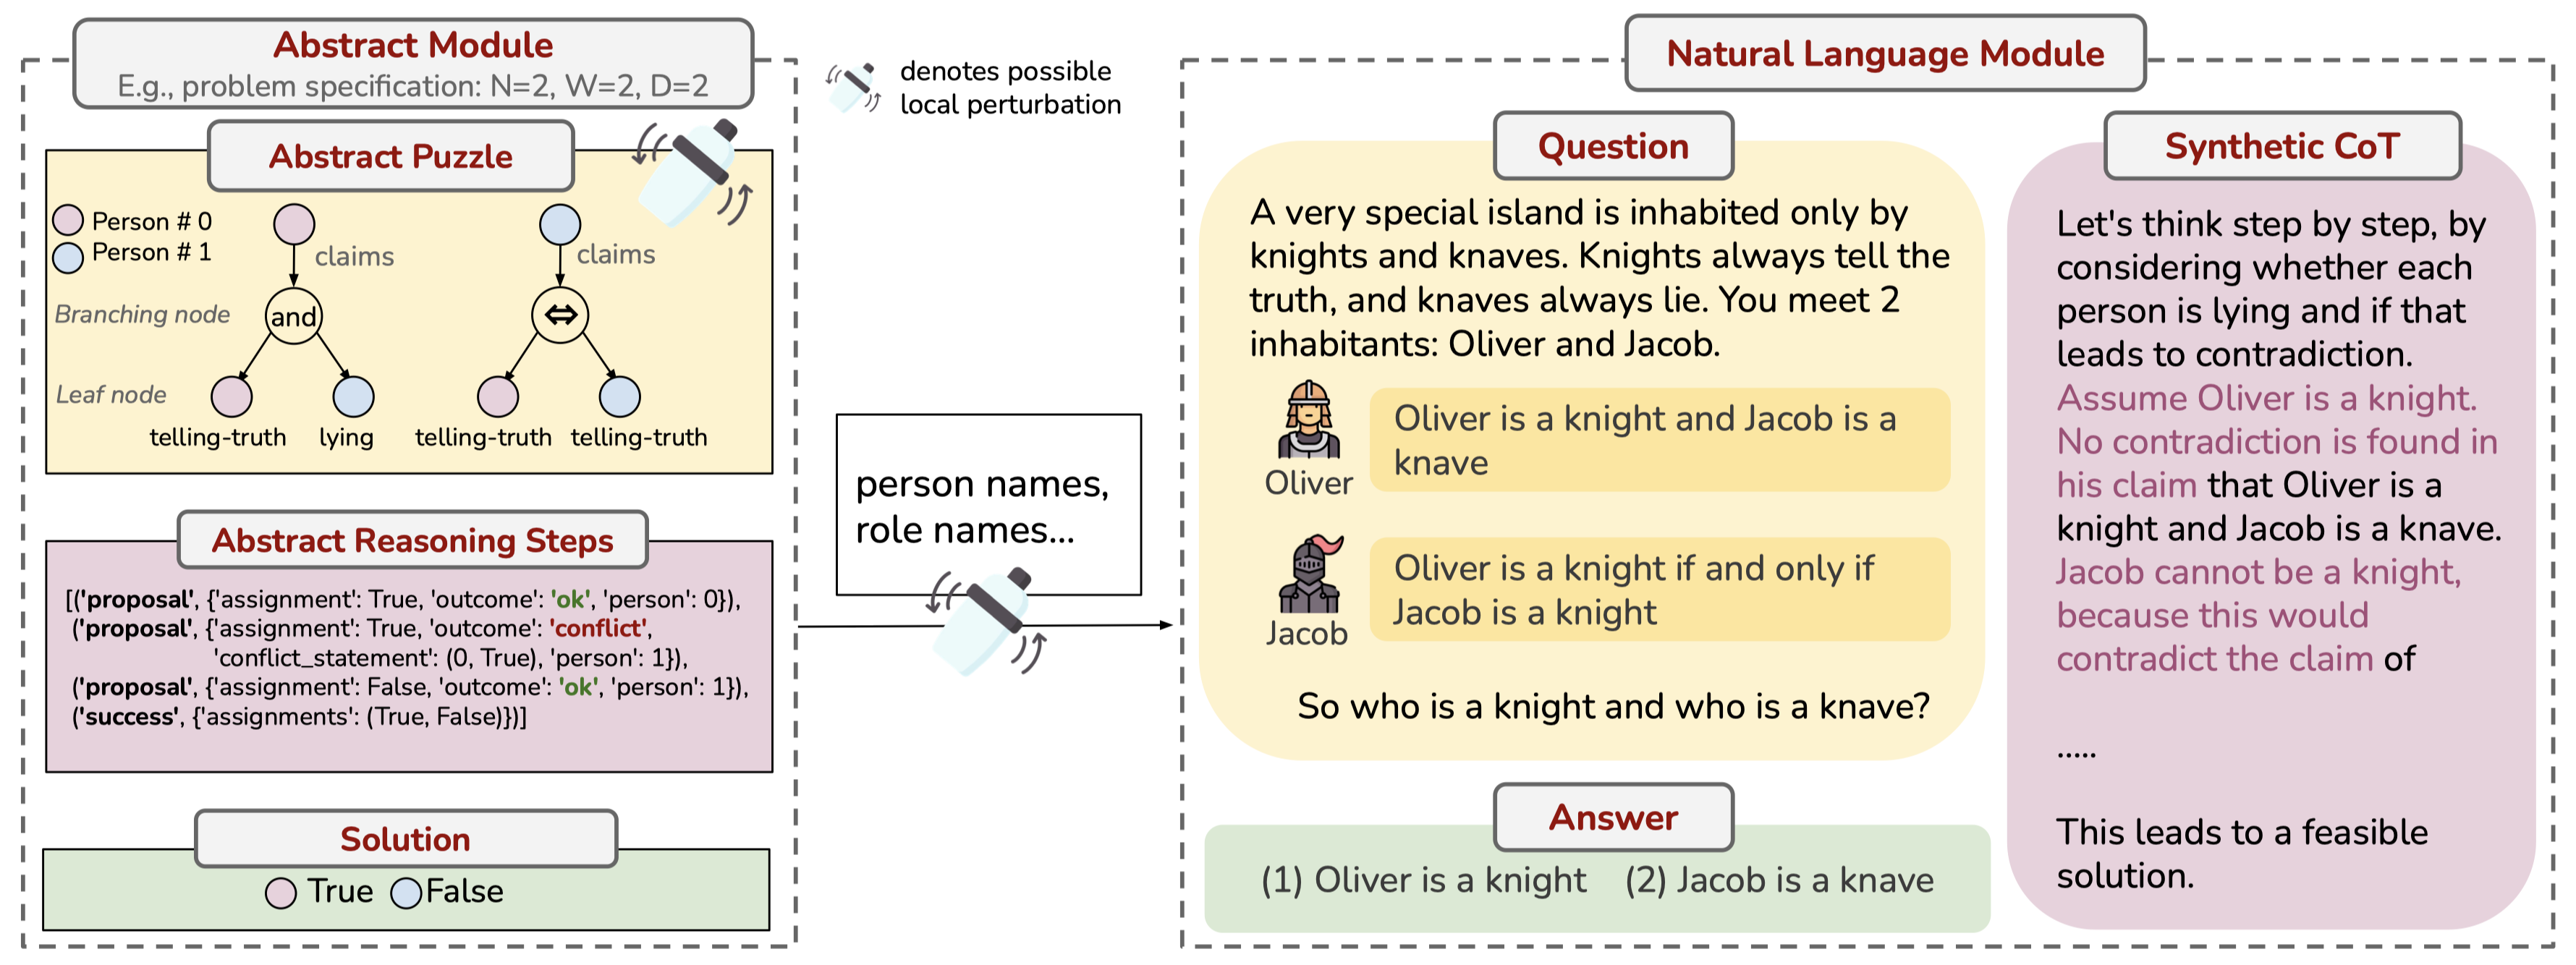 Abstract Module
E.g., problem specification: N=2, W=2, D=2
Abstract Puzzle
Person # 0
Person # 1
claims
claims
Branching node
and
⇔
Leaf node
telling-truth
lying
telling-truth
telling-truth
Abstract Reasoning Steps
[('proposal', {'assignment': True, 'outcome': 'ok', 'person': 0}),
('proposal', {'assignment': True, 'outcome': 'conflict',
'conflict_statement': (0, True), 'person': 1}),
('proposal', {'assignment': False, 'outcome': 'ok', 'person': 1}),
('success', {'assignments': (True, False)})]
Solution
True
False
denotes possible
local perturbation
person names,
role names...
Natural Language Module
Question
A very special island is inhabited only by
knights and knaves. Knights always tell the
truth, and knaves always lie. You meet 2
inhabitants: Oliver and Jacob.
Oliver is a knight and Jacob is a
knave
Oliver
Oliver is a knight if and only if
Jacob is a knight
Jacob
So who is a knight and who is a knave?
Answer
(1) Oliver is a knight (2) Jacob is a knave
Synthetic CoT
Let's think step by step, by
considering whether each
person is lying and if that
leads to contradiction.
Assume Oliver is a knight.
No contradiction is found in
his claim that Oliver is a
knight and Jacob is a knave.
Jacob cannot be a knight,
because this would
contradict the claim of
.....
This leads to a feasible
solution.